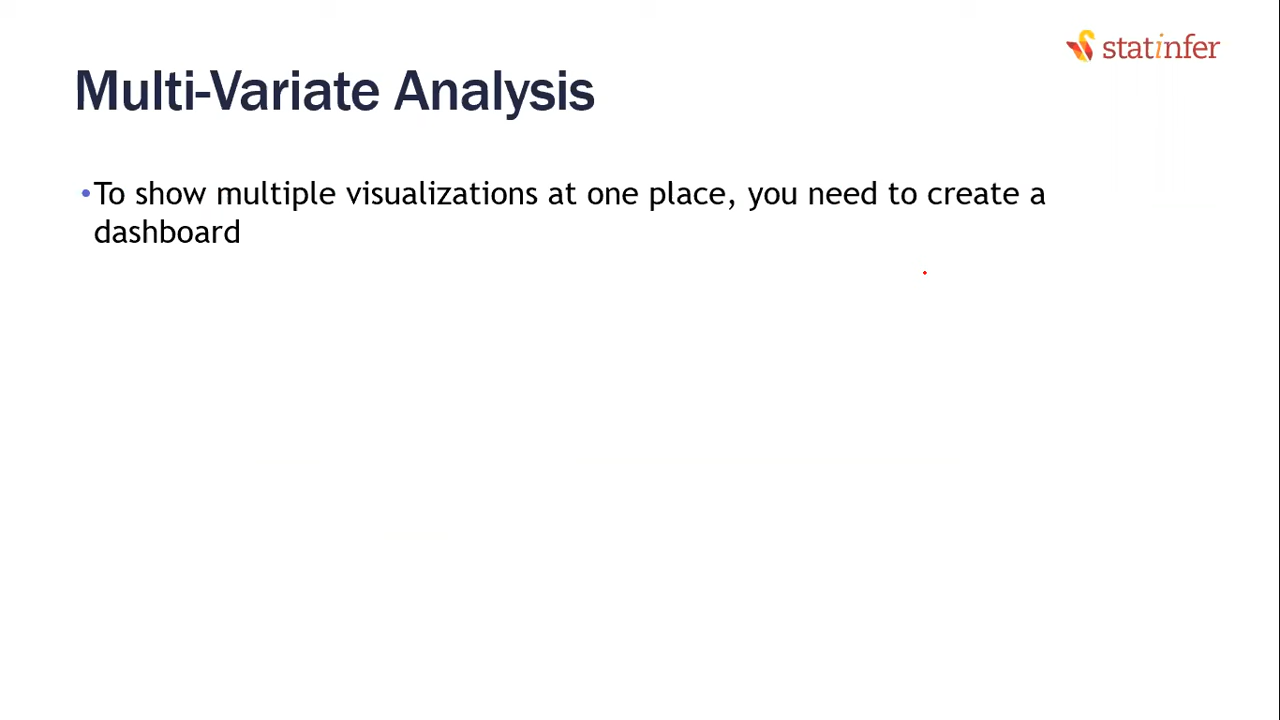 statinfer
Multi-Variate Analysis
•To show multiple visualizations at one place, you need to create a
dashboard